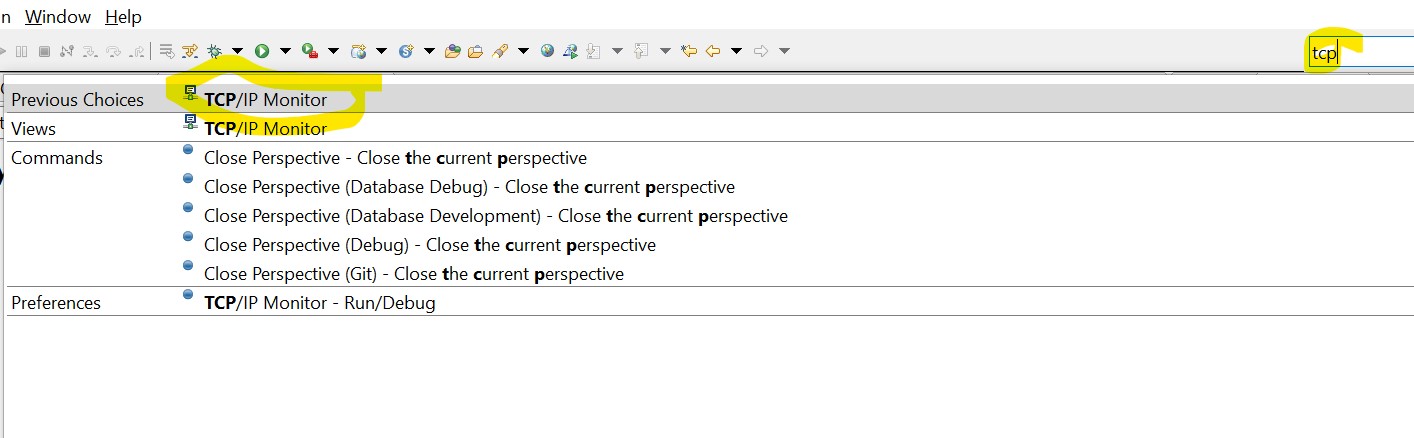 n Window Help
tcp
Previous Choices TCP/IP Monitor
Views TCP/IP Monitor
Commands Close Perspective - Close the current perspective
Close Perspective (Database Debug) - Close the current perspective
Close Perspective (Database Development) - Close the current perspective
Close Perspective (Debug) - Close the current perspective
Close Perspective (Git) - Close the current perspective
Preferences TCP/IP Monitor - Run/Debug